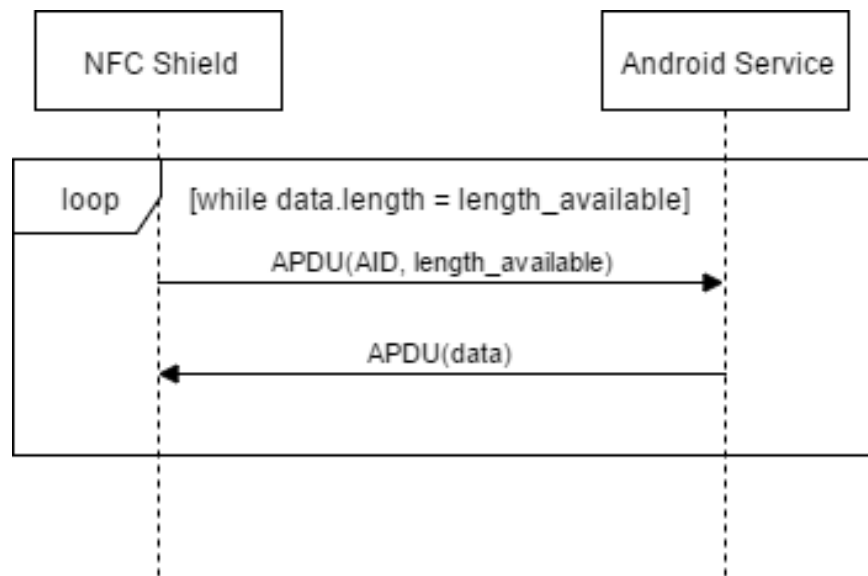 NFC Shield
Android Service
loop
[while data.length = length_available]
APDU(AID, length_available)
APDU(data)